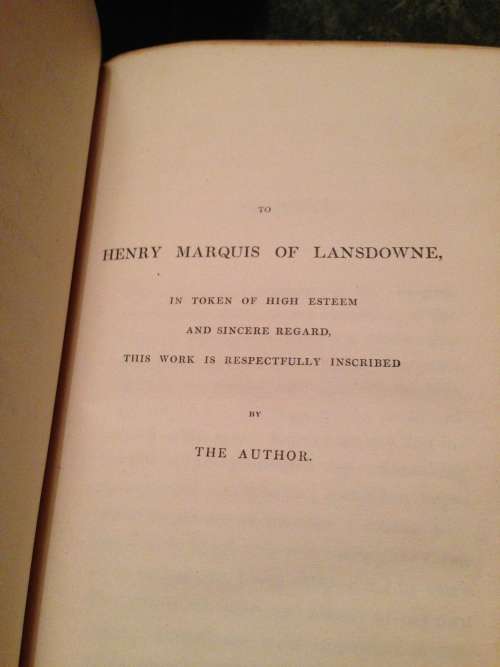 TO
HENRY MARQUIS OF LANSDOWNE,
IN TOKEN OF HIGH ESTEEM
AND SINCERE REGARD,
THIS WORK IS RESPECTFULLY INSCRIBED
BY
THE AUTHOR.